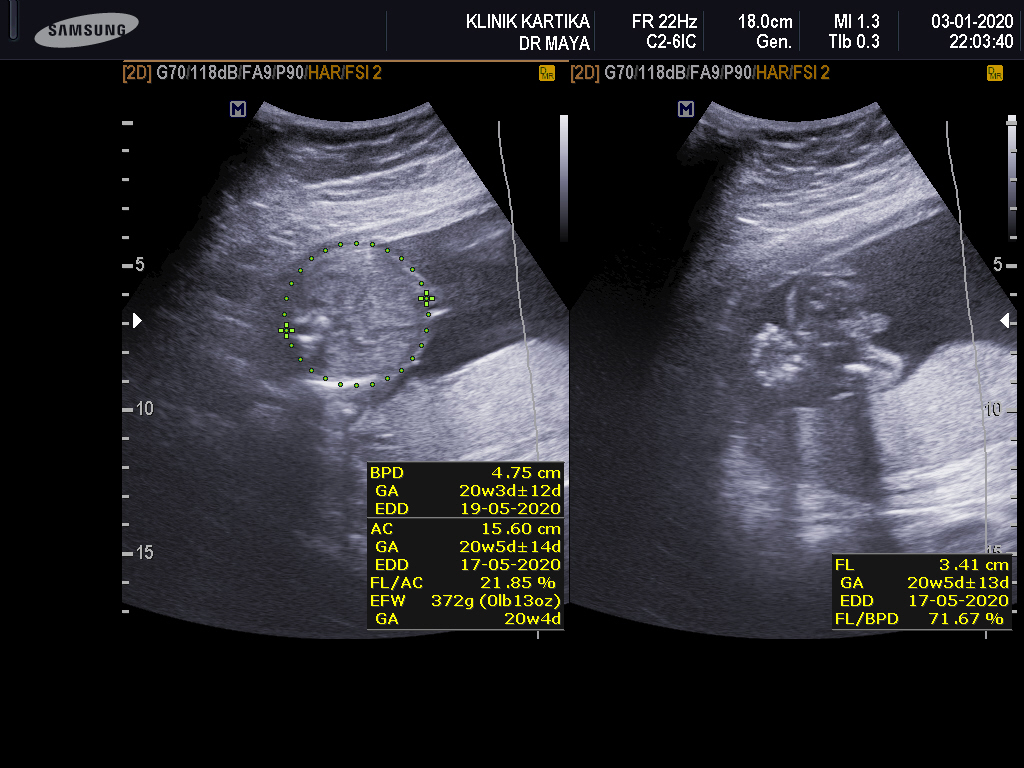 SAMSUNG
KLINIK KARTIKA
DR MAYA
FR 22Hz
C2-6IC
18.0cm
Gen.
MI 1.3
TIb 0.3
03-01-2020
22:03:40
[2D] G70/118dB/FA9/P90/HAR/FSI 2
DMR
[2D] G70/118dB/FA9/P90/HAR/FSI 2
DMR
M
M
5
10
15
5
10
15
BPD 4.75 cm
GA 20w3d±12d
EDD 19-05-2020
AC 15.60 cm
GA 20w5d±14d
EDD 17-05-2020
FL/AC 21.85 %
EFW 372g (0lb13oz)
GA 20w4d
FL 3.41 cm
GA 20w5d±13d
EDD 17-05-2020
FL/BPD 71.67 %